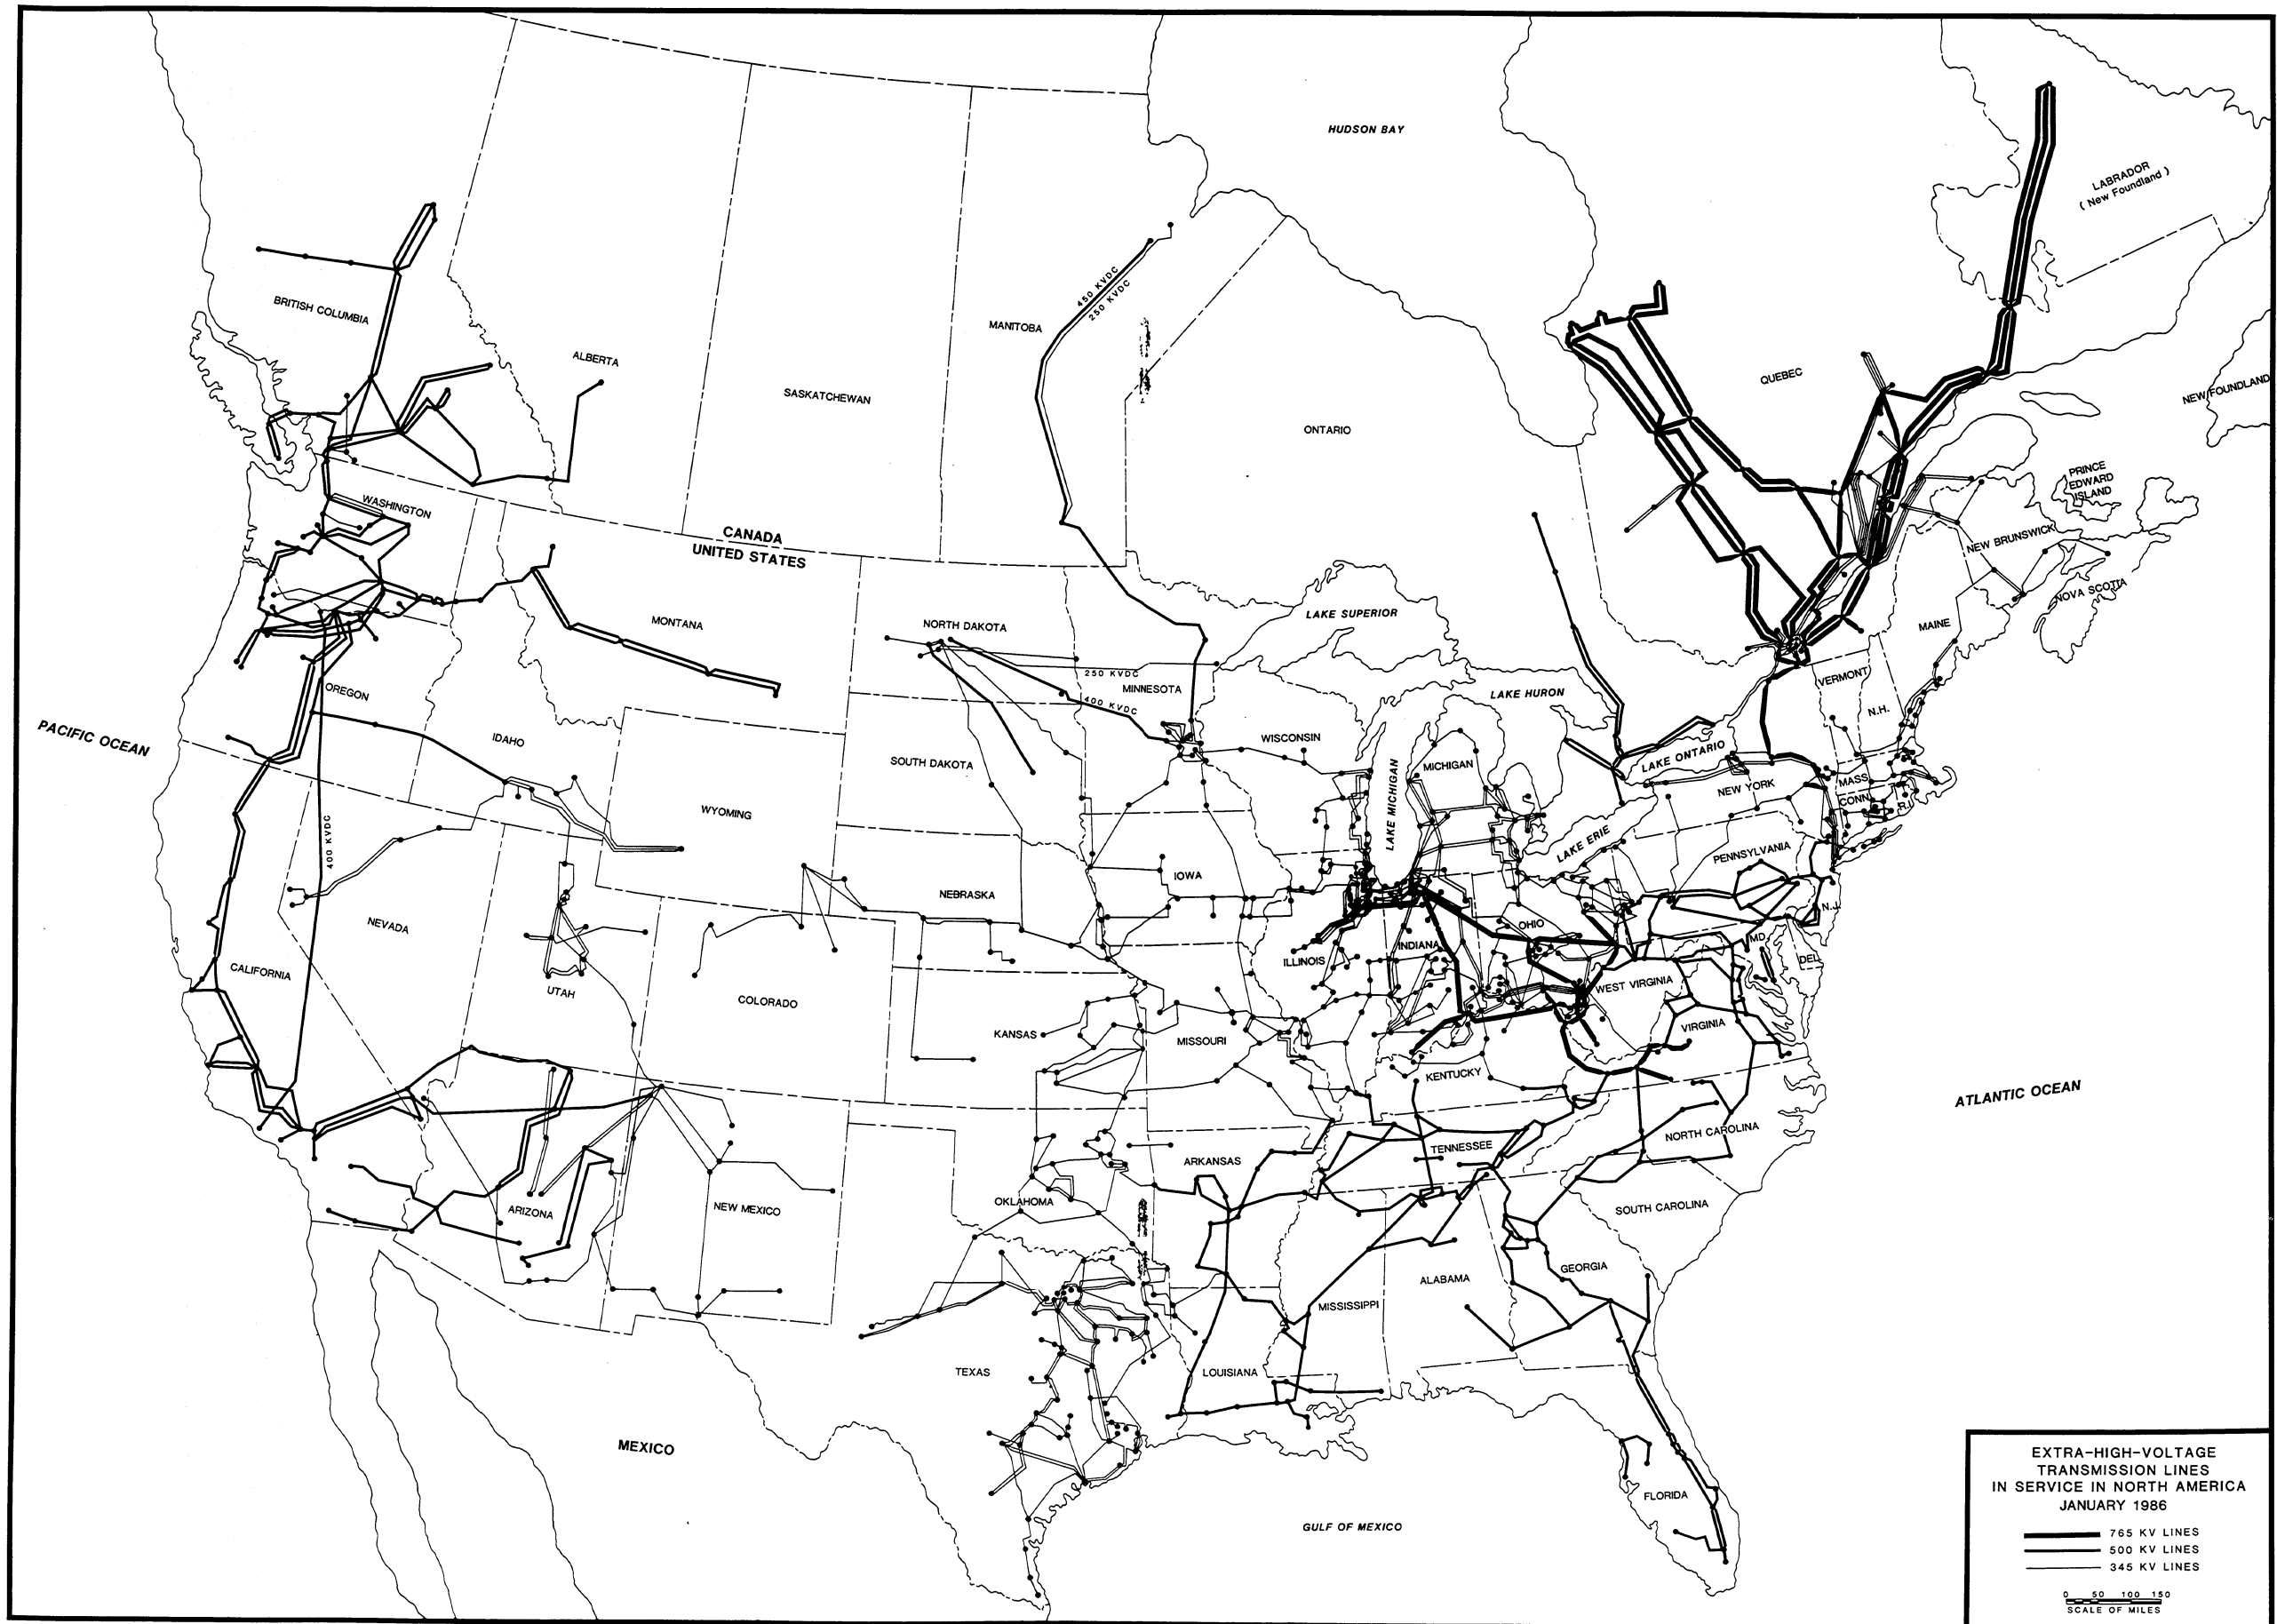 HUDSON BAY
LABRADOR
( New Foundland )
BRITISH COLUMBIA
ALBERTA
SASKATCHEWAN
MANITOBA
450 KVDC
250 KVDC
ONTARIO
QUEBEC
NEW FOUNDLAND
PRINCE
EDWARD
ISLAND
NEW BRUNSWICK
NOVA SCOTIA
WASHINGTON
CANADA
UNITED STATES
MONTANA
NORTH DAKOTA
LAKE SUPERIOR
MAINE
VERMONT
N.H.
OREGON
250 KVDC
MINNESOTA
400 KVDC
LAKE HURON
PACIFIC OCEAN
IDAHO
WISCONSIN
SOUTH DAKOTA
MICHIGAN
LAKE ONTARIO
LAKE MICHIGAN
NEW YORK
MASS
CONN.
R.I.
WYOMING
400 KVDC
LAKE ERIE
PENNSYLVANIA
IOWA
NEBRASKA
N.J.
NEVADA
OHIO
INDIANA
ILLINOIS
MD.
DEL
CALIFORNIA
UTAH
COLORADO
WEST VIRGINIA
KANSAS
MISSOURI
VIRGINIA
KENTUCKY
ATLANTIC OCEAN
NORTH CAROLINA
TENNESSEE
ARKANSAS
OKLAHOMA
ARIZONA
NEW MEXICO
SOUTH CAROLINA
GEORGIA
ALABAMA
MISSISSIPPI
TEXAS
LOUISIANA
MEXICO
FLORIDA
GULF OF MEXICO
EXTRA-HIGH-VOLTAGE
TRANSMISSION LINES
IN SERVICE IN NORTH AMERICA
JANUARY 1986
765 KV LINES
500 KV LINES
345 KV LINES
0 50 100 150
SCALE OF MILES